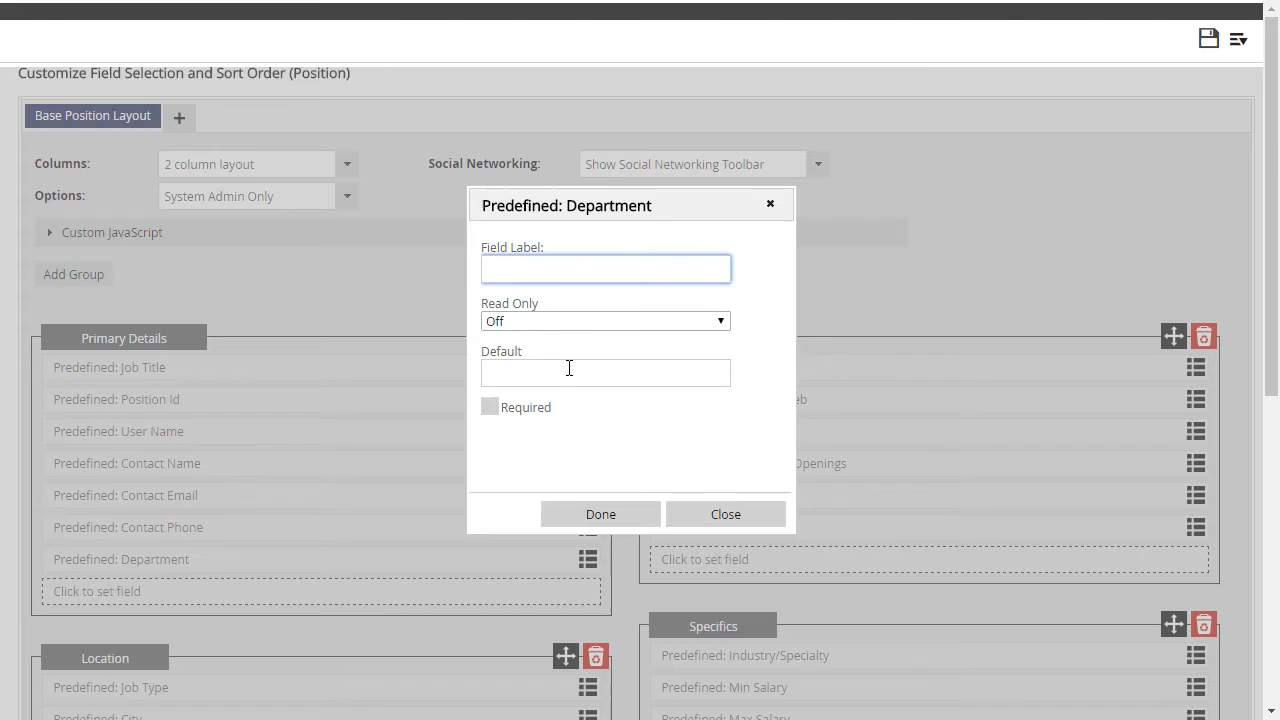 Customize Field Selection and Sort Order (Position)
Base Position Layout
+
Columns:
2 column layout
Social Networking:
Show Social Networking Toolbar
Options:
System Admin Only
Custom JavaScript
Add Group
Predefined: Department
Field Label:
Read Only
Off
Default
Required
Done
Close
Primary Details
Predefined: Job Title
Predefined: Position Id
Predefined: User Name
Predefined: Contact Name
Predefined: Contact Email
Predefined: Contact Phone
Predefined: Department
Click to set field
Openings
Click to set field
Location
Predefined: Job Type
Predefined: City
Specifics
Predefined: Industry/Specialty
Predefined: Min Salary
Predefined: Max Salary